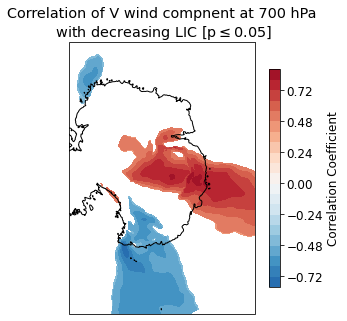 Correlation of V wind compnent at 700 hPa
with decreasing LIC [p ≤ 0.05]
0.72
0.48
0.24
0.00
−0.24
−0.48
−0.72
Correlation Coefficient